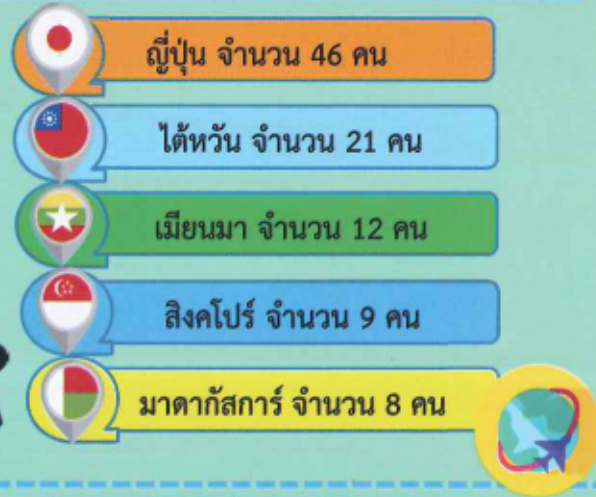 ญี่ปุ่น จำนวน 46 คน
ไต้หวัน จำนวน 21 คน
เมียนมา จำนวน 12 คน
สิงคโปร์ จำนวน 9 คน
มาดากัสการ์ จำนวน 8 คน